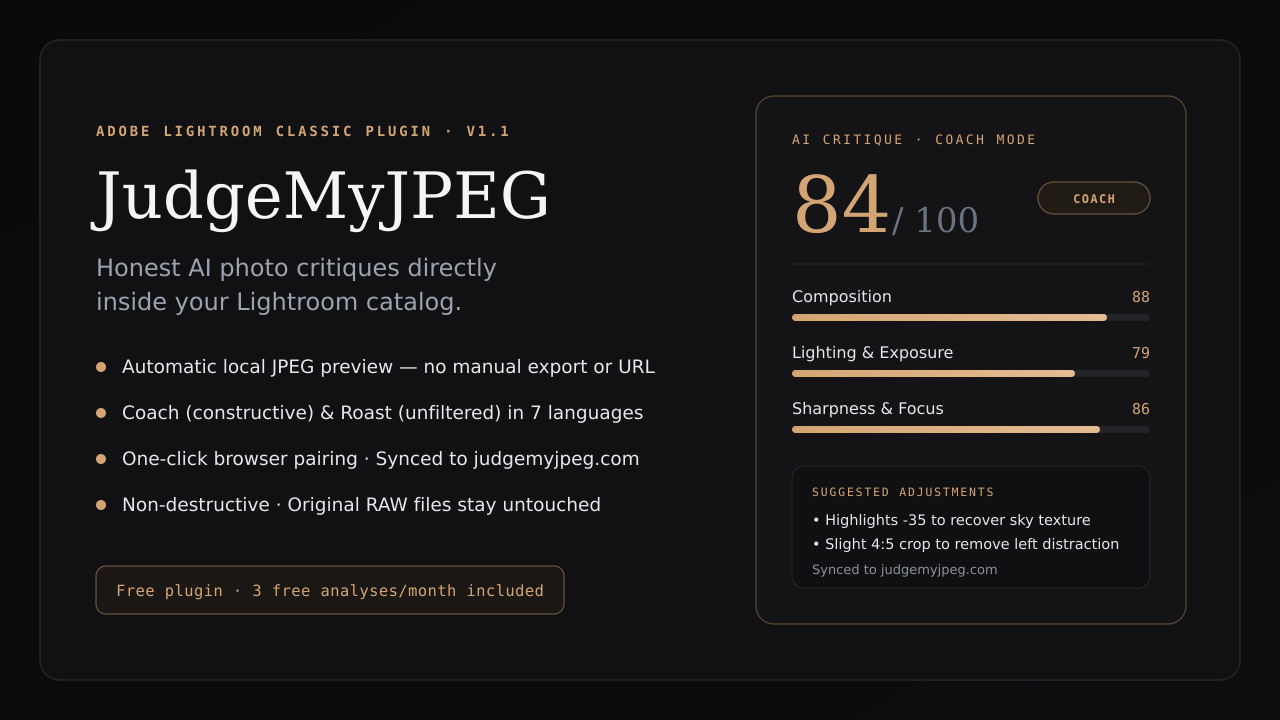 ADOBE LIGHTROOM CLASSIC PLUGIN · V1.1
JudgeMyJPEG
Honest AI photo critiques directly
inside your Lightroom catalog.
Automatic local JPEG preview — no manual export or URL
Coach (constructive) & Roast (unfiltered) in 7 languages
One-click browser pairing · Synced to judgemyjpeg.com
Non-destructive · Original RAW files stay untouched
Free plugin · 3 free analyses/month included
AI CRITIQUE · COACH MODE
84 / 100
COACH
Composition 88
Lighting & Exposure 79
Sharpness & Focus 86
SUGGESTED ADJUSTMENTS
• Highlights -35 to recover sky texture
• Slight 4:5 crop to remove left distraction
Synced to judgemyjpeg.com